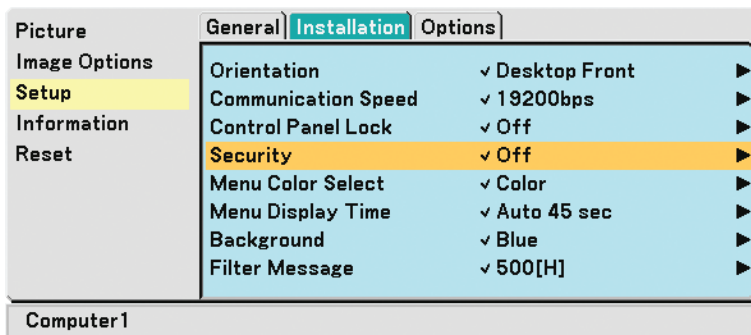 Picture
Image Options
Setup
Information
Reset
General Installation Options
Orientation ✓ Desktop Front ▶
Communication Speed ✓ 19200bps ▶
Control Panel Lock ✓ Off ▶
Security ✓ Off ▶
Menu Color Select ✓ Color ▶
Menu Display Time ✓ Auto 45 sec ▶
Background ✓ Blue ▶
Filter Message ✓ 500[H] ▶
Computer1